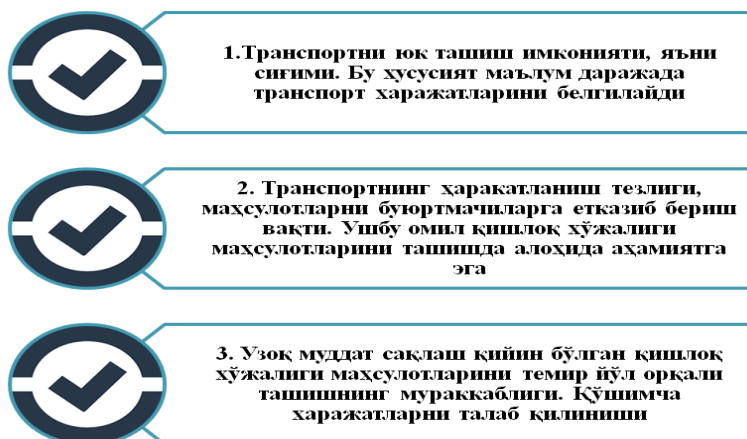 1.Транспортни юк ташиш имконияти, яъни
сиғими. Бу хусусият маълум даражада
транспорт харажатларини белгилайди
2. Транспортнинг ҳаракатланиш тезлиги,
маҳсулотларни буюртмачиларга етказиб бериш
вақти. Ушбу омил қишлоқ хўжалиги
маҳсулотларини ташишда алоҳида аҳамиятга
эга
3. Узоқ муддат сақлаш қийин бўлган қишлоқ
хўжалиги маҳсулотларини темир йўл орқали
ташишнинг мураккаблиги. Қўшимча
харажатларни талаб қилиниши